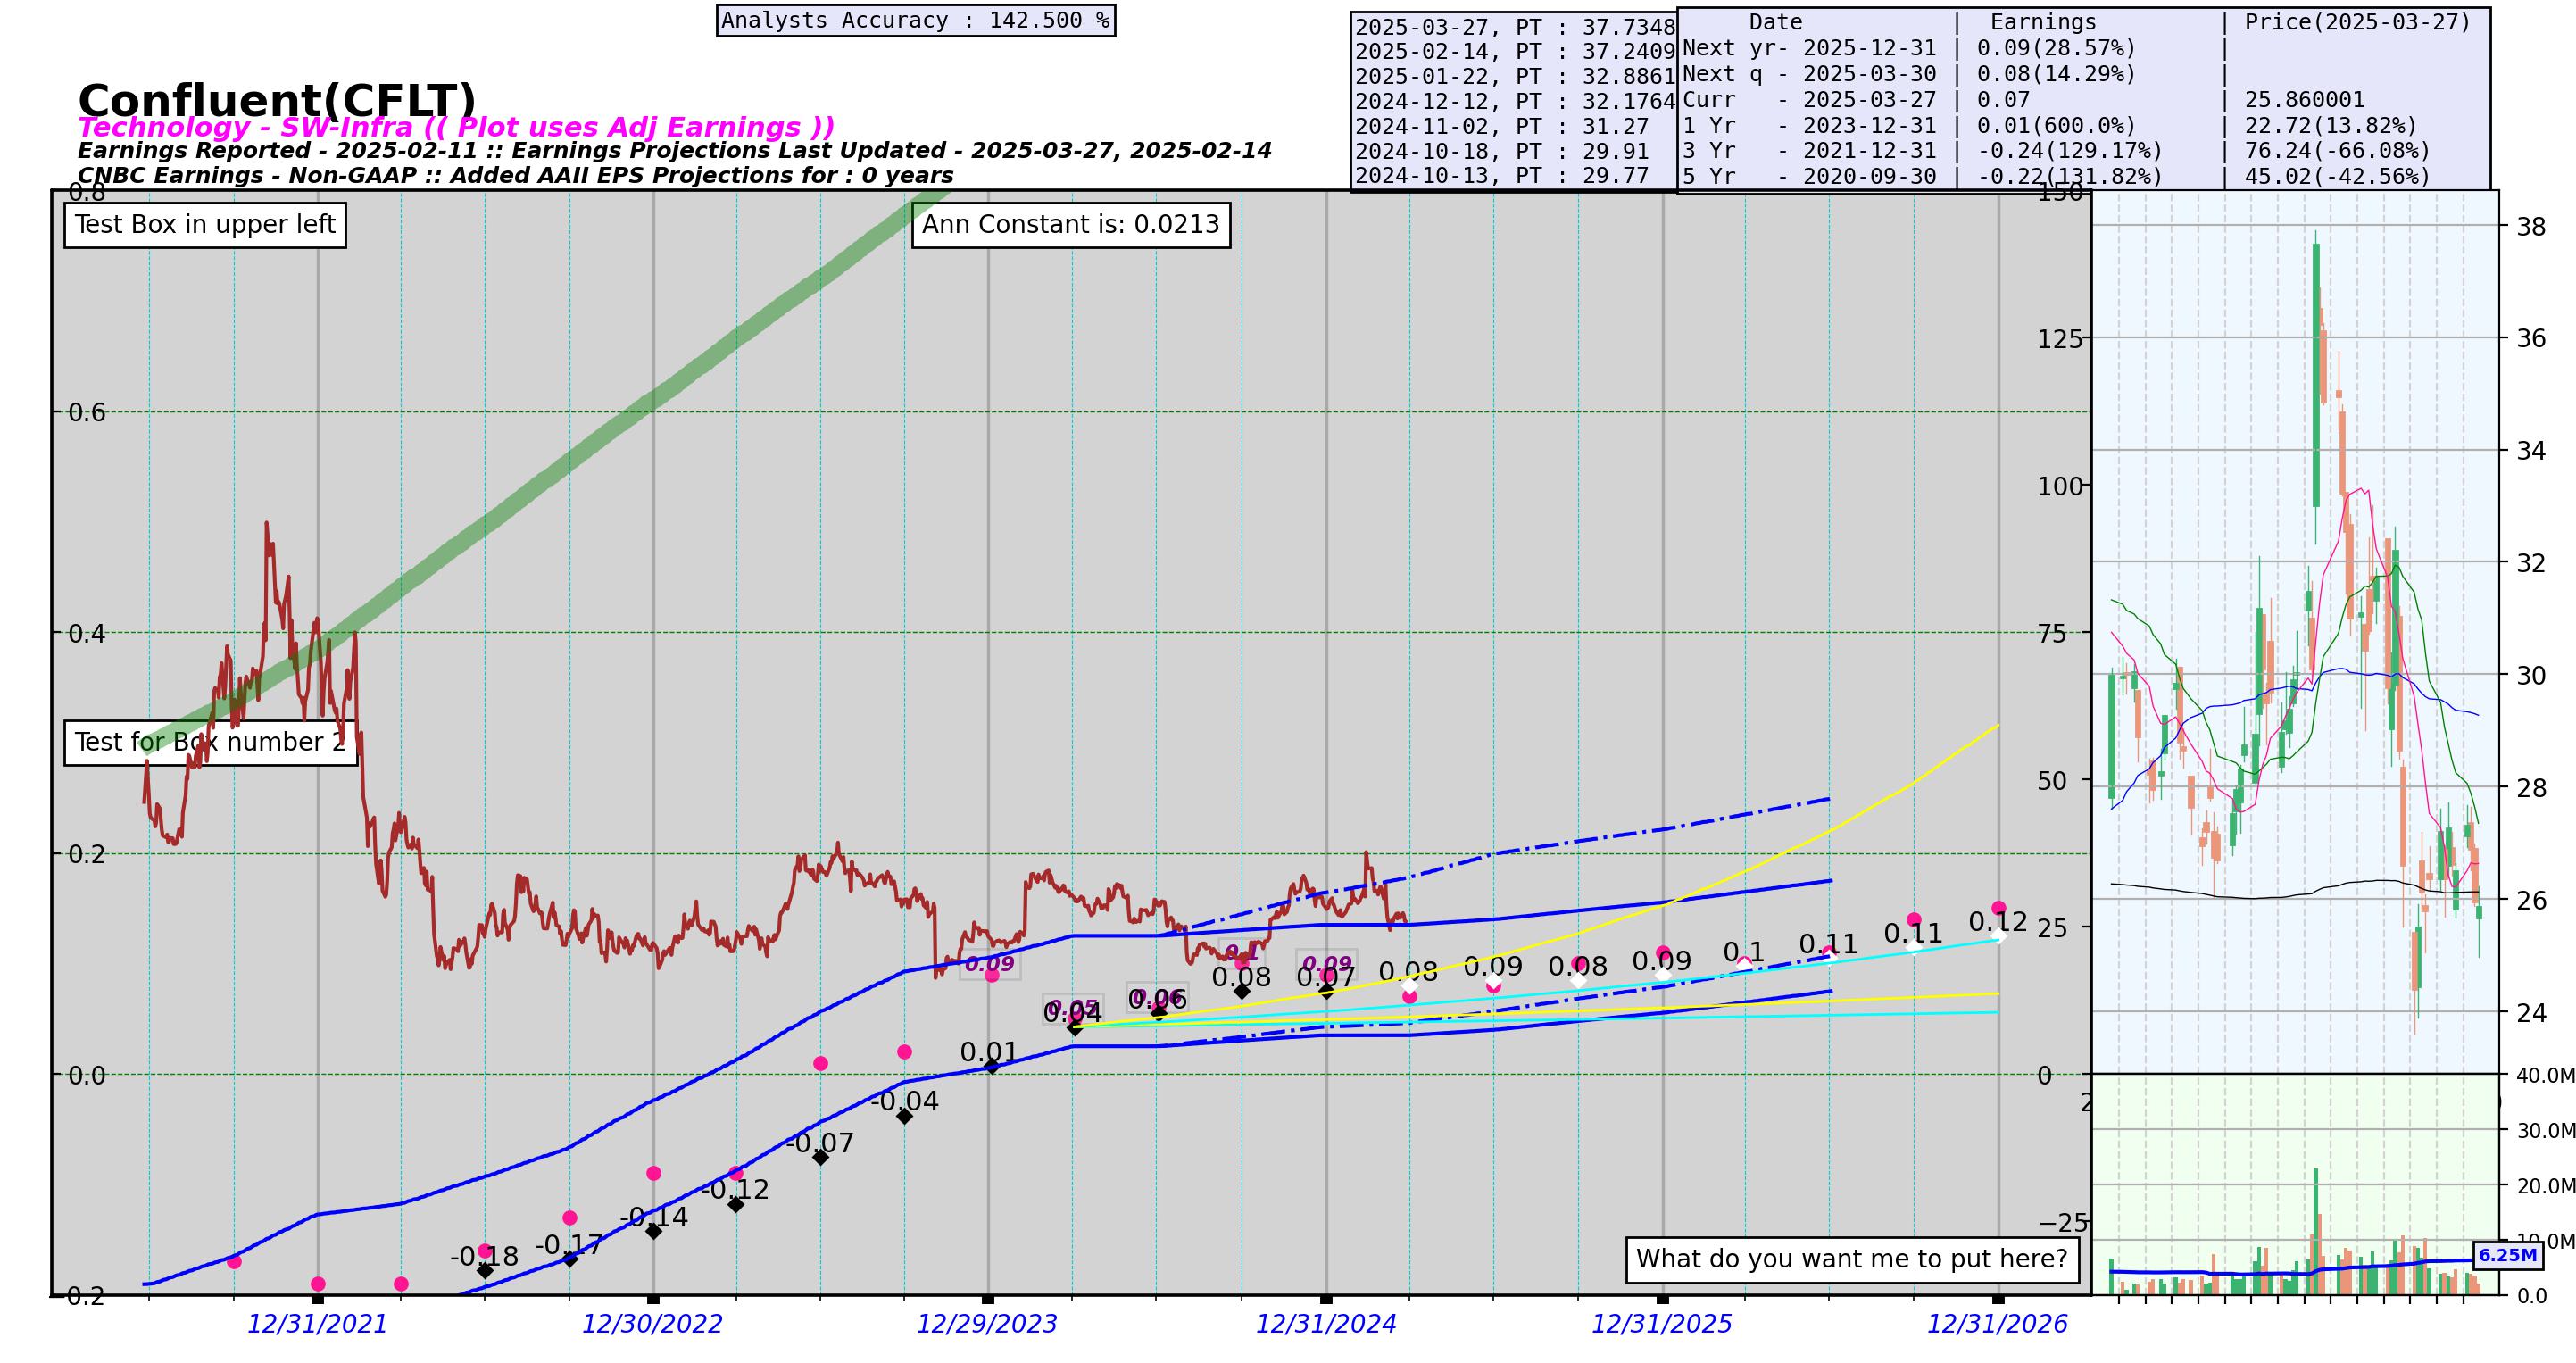 Analysts Accuracy : 142.500 %
2025-03-27, PT : 37.7348
2025-02-14, PT : 37.2409
2025-01-22, PT : 32.8861
2024-12-12, PT : 32.1764
2024-11-02, PT : 31.27
2024-10-18, PT : 29.91
2024-10-13, PT : 29.77
Date | Earnings | Price(2025-03-27)
Next yr- 2025-12-31 | 0.09(28.57%) |
Next q - 2025-03-30 | 0.08(14.29%) |
Curr - 2025-03-27 | 0.07 | 25.860001
1 Yr - 2023-12-31 | 0.01(600.0%) | 22.72(13.82%)
3 Yr - 2021-12-31 | -0.24(129.17%) | 76.24(-66.08%)
5 Yr - 2020-09-30 | -0.22(131.82%) | 45.02(-42.56%)
Confluent(CFLT)
Technology - SW-Infra (( Plot uses Adj Earnings ))
Earnings Reported - 2025-02-11 :: Earnings Projections Last Updated - 2025-03-27, 2025-02-14
CNBC Earnings - Non-GAAP :: Added AAII EPS Projections for : 0 years
Test Box in upper left
Ann Constant is: 0.0213
Test for Box number 2
What do you want me to put here?
0.8
0.6
0.4
0.2
0.0
−0.2
150
125
100
75
50
25
0
−25
38
36
34
32
30
28
26
24
40.0M
30.0M
20.0M
10.0M
0.0
6.25M
-0.18
-0.17
-0.14
-0.12
-0.07
-0.04
0.01
0.09
0.04
0.05
0.06
0.06
0.08
0.1
0.07
0.09
0.08
0.09
0.08
0.09
0.1
0.11
0.11
0.12
12/31/2021
12/30/2022
12/29/2023
12/31/2024
12/31/2025
12/31/2026